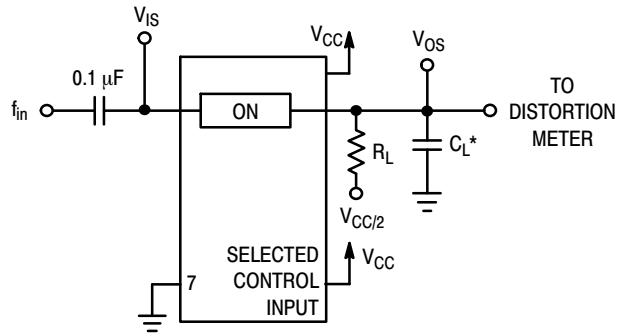 V_IS
V_CC
V_OS
0.1 μF
f_in
ON
TO
DISTORTION
METER
R_L
C_L*
V_CC/2
SELECTED
CONTROL
INPUT
V_CC
7